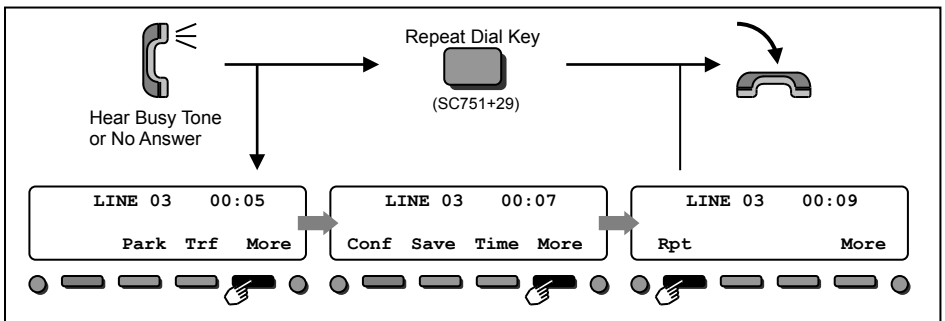 Repeat Dial Key
(SC751+29)
Hear Busy Tone
or No Answer
LINE 03 00:05
Park Trf More
LINE 03 00:07
Conf Save Time More
LINE 03 00:09
Rpt More